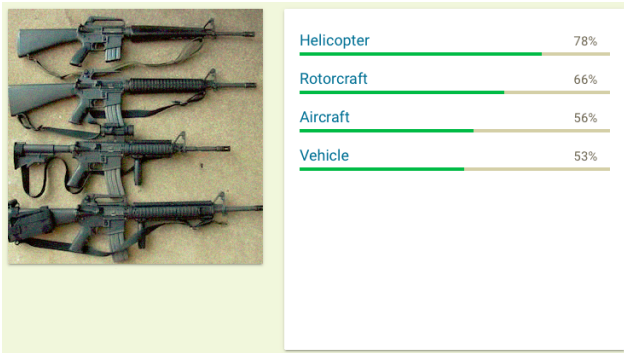 Helicopter 78%
Rotorcraft 66%
Aircraft 56%
Vehicle 53%